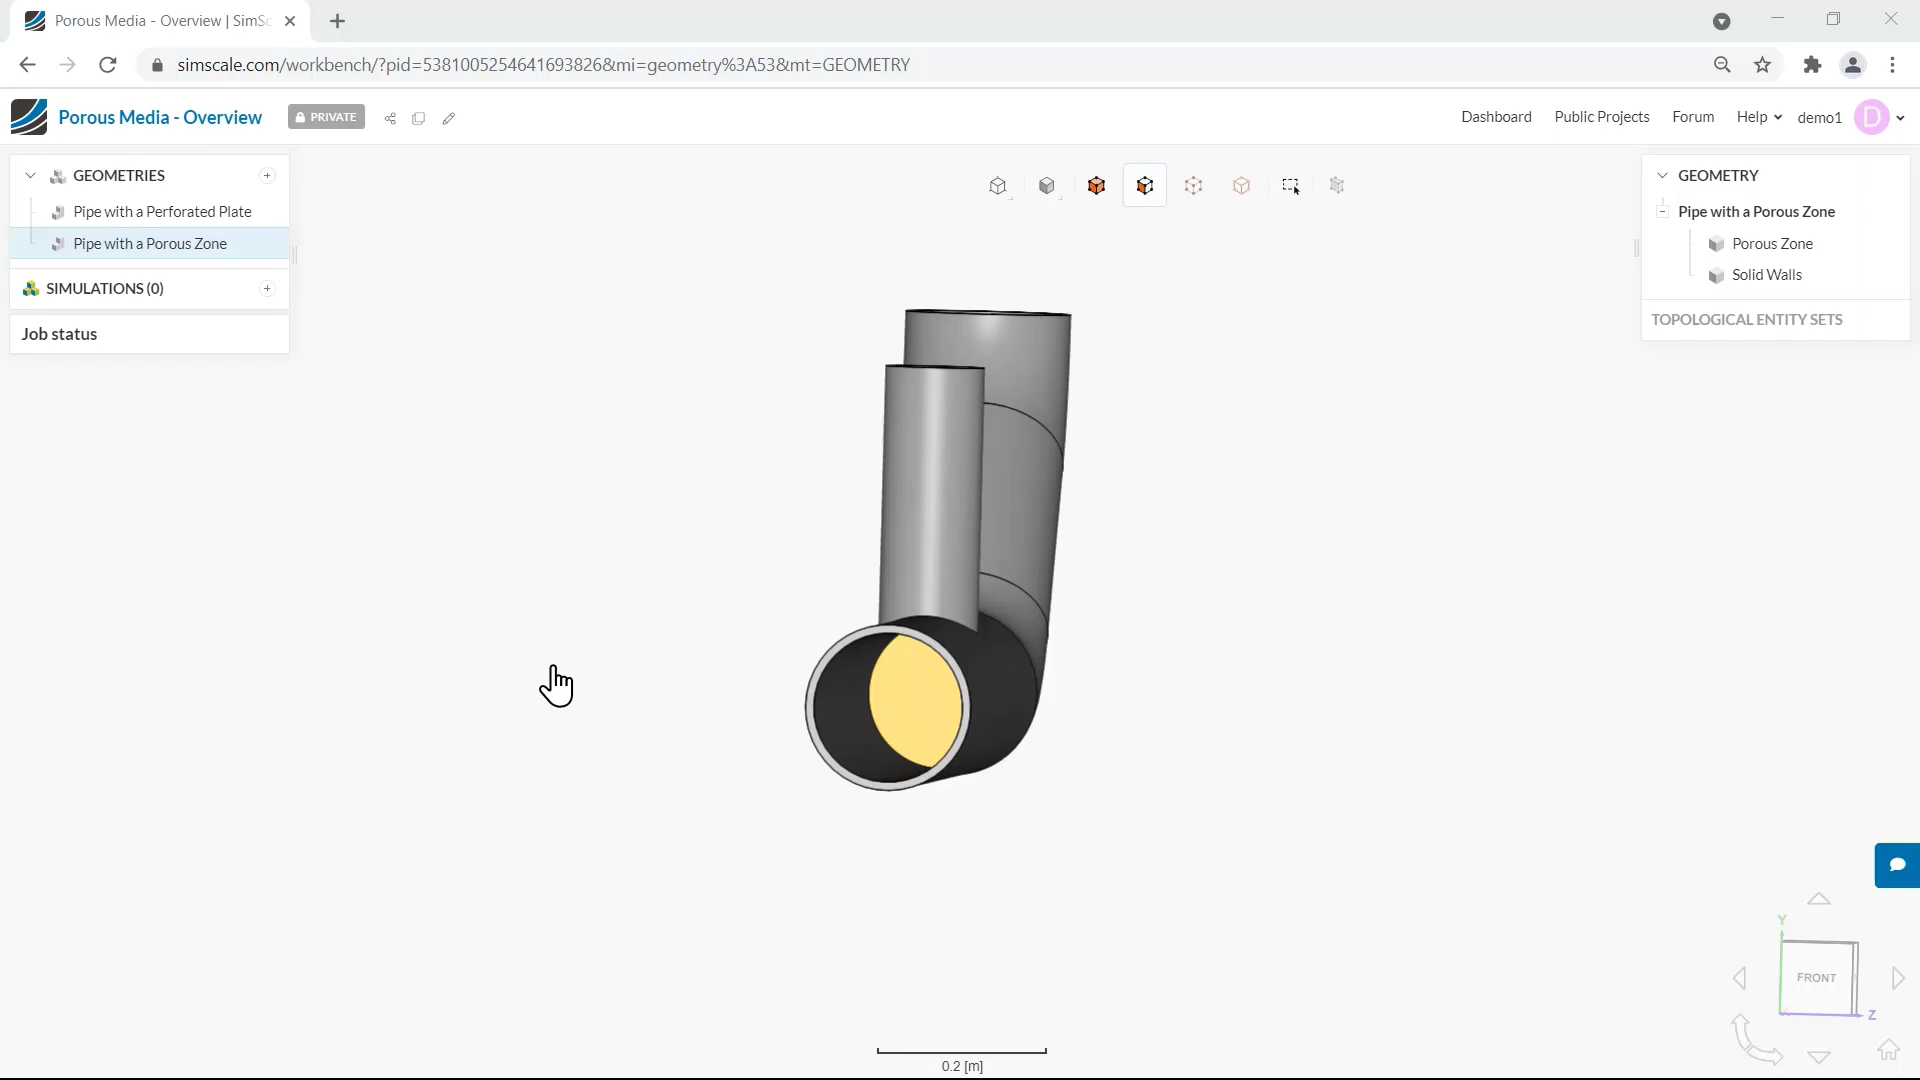 Porous Media - Overview | SimSc
simscale.com/workbench/?pid=5381005254641693826&mi=geometry%3A53&mt=GEOMETRY
Porous Media - Overview
PRIVATE
Dashboard
Public Projects
Forum
Help
demo1
D
GEOMETRIES
Pipe with a Perforated Plate
Pipe with a Porous Zone
SIMULATIONS (0)
Job status
GEOMETRY
Pipe with a Porous Zone
Porous Zone
Solid Walls
TOPOLOGICAL ENTITY SETS
Y
FRONT
Z
0.2 [m]